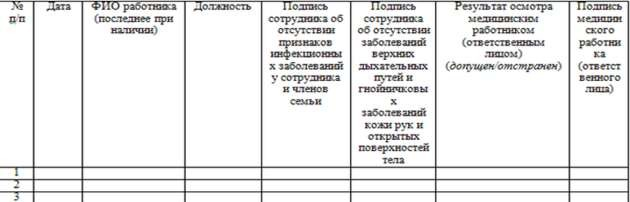 №
п/п
Дата
ФИО работника
(последнее при
наличии)
Должность
Подпись
сотрудника об
отсутствии
признаков
инфекционны
х заболеваний
у сотрудника
и членов
семьи
Подпись
сотрудника
об отсутствии
заболеваний
верхних
дыхательных
путей и
гнойничковы
х
заболеваний
кожи рук и
открытых
поверхностей
тела
Результат осмотра
медицинским
работником
(ответственным
лицом)
(допущен/отстранен)
Подпись
медицин
ского
работни
ка
(ответст
венного
лица)
1
2
3